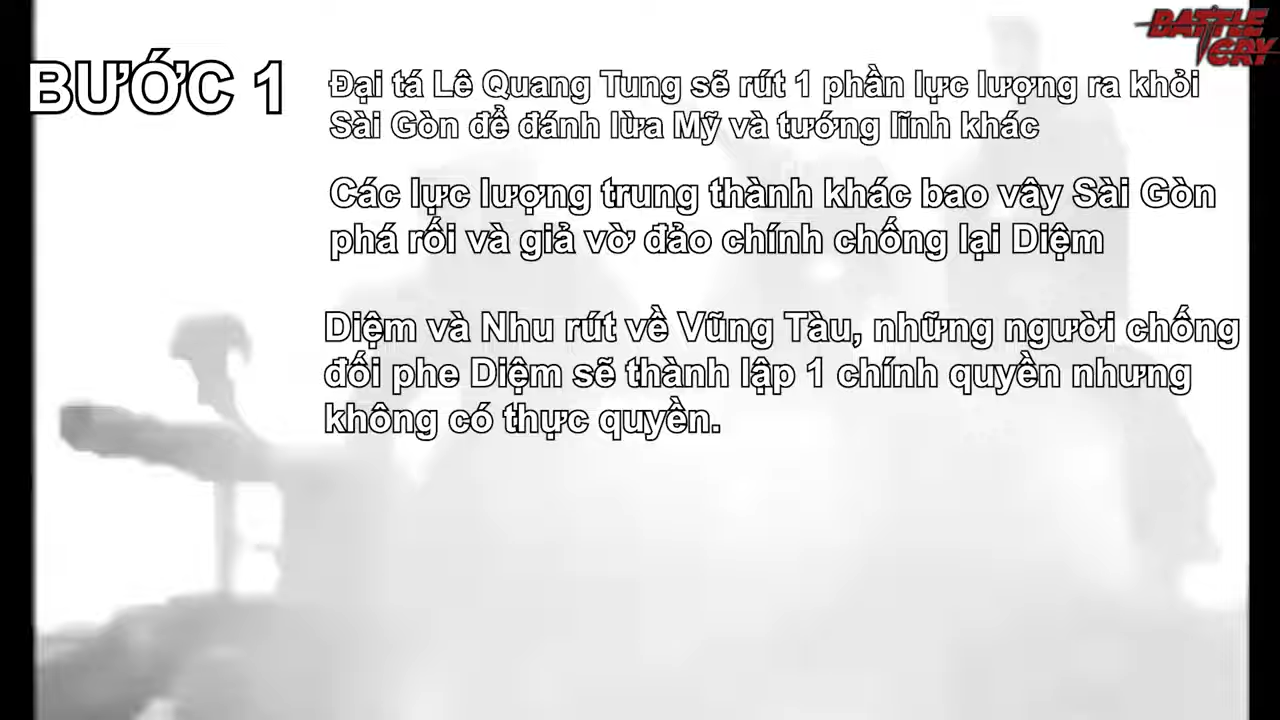 BATTLE
CRY
BƯỚC 1
Đại tá Lê Quang Tung sẽ rút 1 phần lực lượng ra khỏi
Sài Gòn để đánh lừa Mỹ và tướng lĩnh khác
Các lực lượng trung thành khác bao vây Sài Gòn
phá rối và giả vờ đảo chính chống lại Diệm
Diệm và Nhu rút về Vũng Tàu, những người chống
đối phe Diệm sẽ thành lập 1 chính quyền nhưng
không có thực quyền.